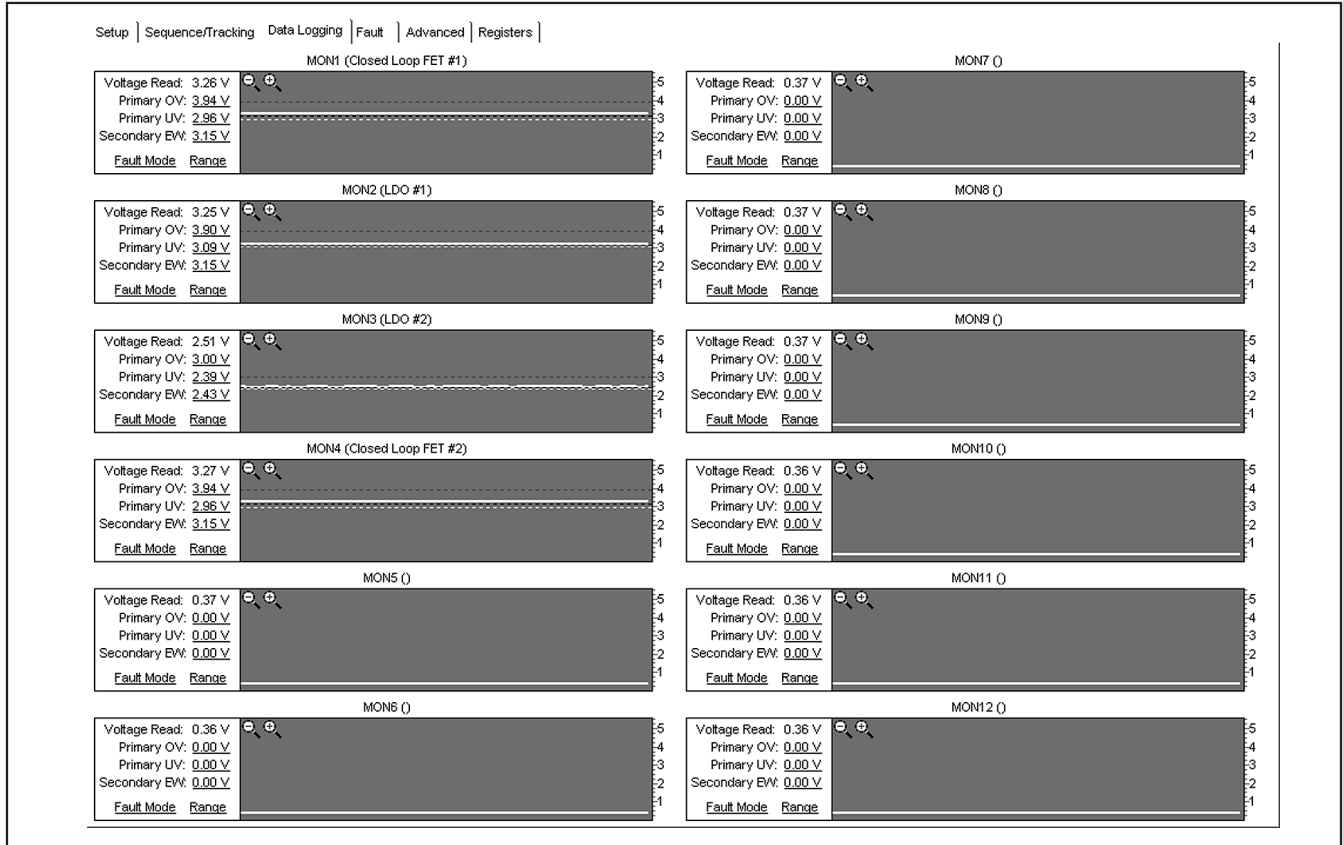 Setup Sequence/Tracking Data Logging Fault Advanced Registers
MON1 (Closed Loop FET #1)
Voltage Read: 3.26 V
Primary OV: 3.94 V
Primary UV: 2.96 V
Secondary EW: 3.15 V
Fault Mode Range
5
4
3
2
1
MON2 (LDO #1)
Voltage Read: 3.25 V
Primary OV: 3.90 V
Primary UV: 3.09 V
Secondary EW: 3.15 V
Fault Mode Range
5
4
3
2
1
MON3 (LDO #2)
Voltage Read: 2.51 V
Primary OV: 3.00 V
Primary UV: 2.39 V
Secondary EW: 2.43 V
Fault Mode Range
5
4
3
2
1
MON4 (Closed Loop FET #2)
Voltage Read: 3.27 V
Primary OV: 3.94 V
Primary UV: 2.96 V
Secondary EW: 3.15 V
Fault Mode Range
5
4
3
2
1
MON5 ()
Voltage Read: 0.37 V
Primary OV: 0.00 V
Primary UV: 0.00 V
Secondary EW: 0.00 V
Fault Mode Range
5
4
3
2
1
MON6 ()
Voltage Read: 0.36 V
Primary OV: 0.00 V
Primary UV: 0.00 V
Secondary EW: 0.00 V
Fault Mode Range
5
4
3
2
1
MON7 ()
Voltage Read: 0.37 V
Primary OV: 0.00 V
Primary UV: 0.00 V
Secondary EW: 0.00 V
Fault Mode Range
5
4
3
2
1
MON8 ()
Voltage Read: 0.37 V
Primary OV: 0.00 V
Primary UV: 0.00 V
Secondary EW: 0.00 V
Fault Mode Range
5
4
3
2
1
MON9 ()
Voltage Read: 0.37 V
Primary OV: 0.00 V
Primary UV: 0.00 V
Secondary EW: 0.00 V
Fault Mode Range
5
4
3
2
1
MON10 ()
Voltage Read: 0.36 V
Primary OV: 0.00 V
Primary UV: 0.00 V
Secondary EW: 0.00 V
Fault Mode Range
5
4
3
2
1
MON11 ()
Voltage Read: 0.36 V
Primary OV: 0.00 V
Primary UV: 0.00 V
Secondary EW: 0.00 V
Fault Mode Range
5
4
3
2
1
MON12 ()
Voltage Read: 0.36 V
Primary OV: 0.00 V
Primary UV: 0.00 V
Secondary EW: 0.00 V
Fault Mode Range
5
4
3
2
1